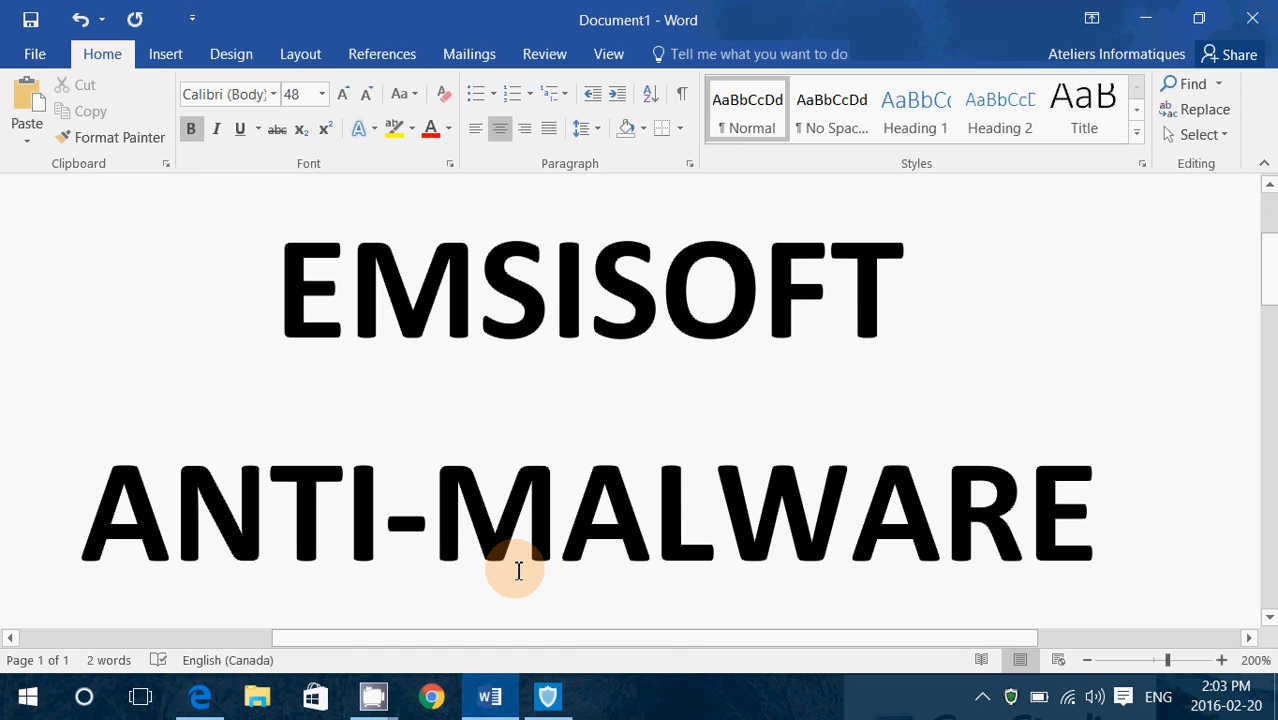 Document1 - Word
File Home Insert Design Layout References Mailings Review View Tell me what you want to do Ateliers Informatiques Share
Paste
Cut
Copy
Format Painter
Clipboard
Calibri (Body) 48
Font
Paragraph
AaBbCcDd AaBbCcDd AaBbCc AaBbCcD AaB
¶ Normal ¶ No Spac... Heading 1 Heading 2 Title
Styles
Find
Replace
Select
Editing
EMSISOFT
ANTI-MALWARE
Page 1 of 1 2 words English (Canada) 200%
ENG
2:03 PM
2016-02-20